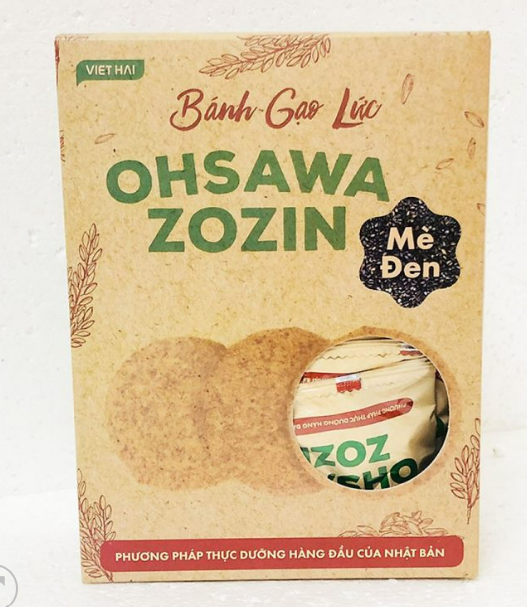 VIET HAI
Bánh Gạo Lức
OHSAWA
ZOZIN
Mè
Đen
PHƯƠNG PHÁP THỰC DƯỠNG HÀNG ĐẦU CỦA NHẬT BẢN